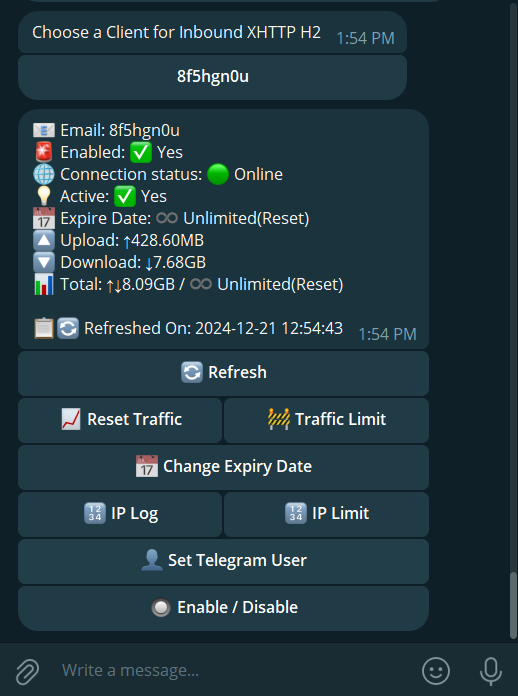 Choose a Client for Inbound XHTTP H2 1:54 PM
8f5hgn0u
📧 Email: 8f5hgn0u
🚨 Enabled: ✅ Yes
🌐 Connection status: 🟢 Online
💡 Active: ✅ Yes
📅 Expire Date: ♾ Unlimited(Reset)
🔼 Upload: ↑428.60MB
🔽 Download: ↓7.68GB
📊 Total: ↑↓8.09GB / ♾ Unlimited(Reset)
📋🔄 Refreshed On: 2024-12-21 12:54:43 1:54 PM
🔄 Refresh
📈 Reset Traffic
🚧 Traffic Limit
📅 Change Expiry Date
🔢 IP Log
🔢 IP Limit
👤 Set Telegram User
🔘 Enable / Disable
Write a message...